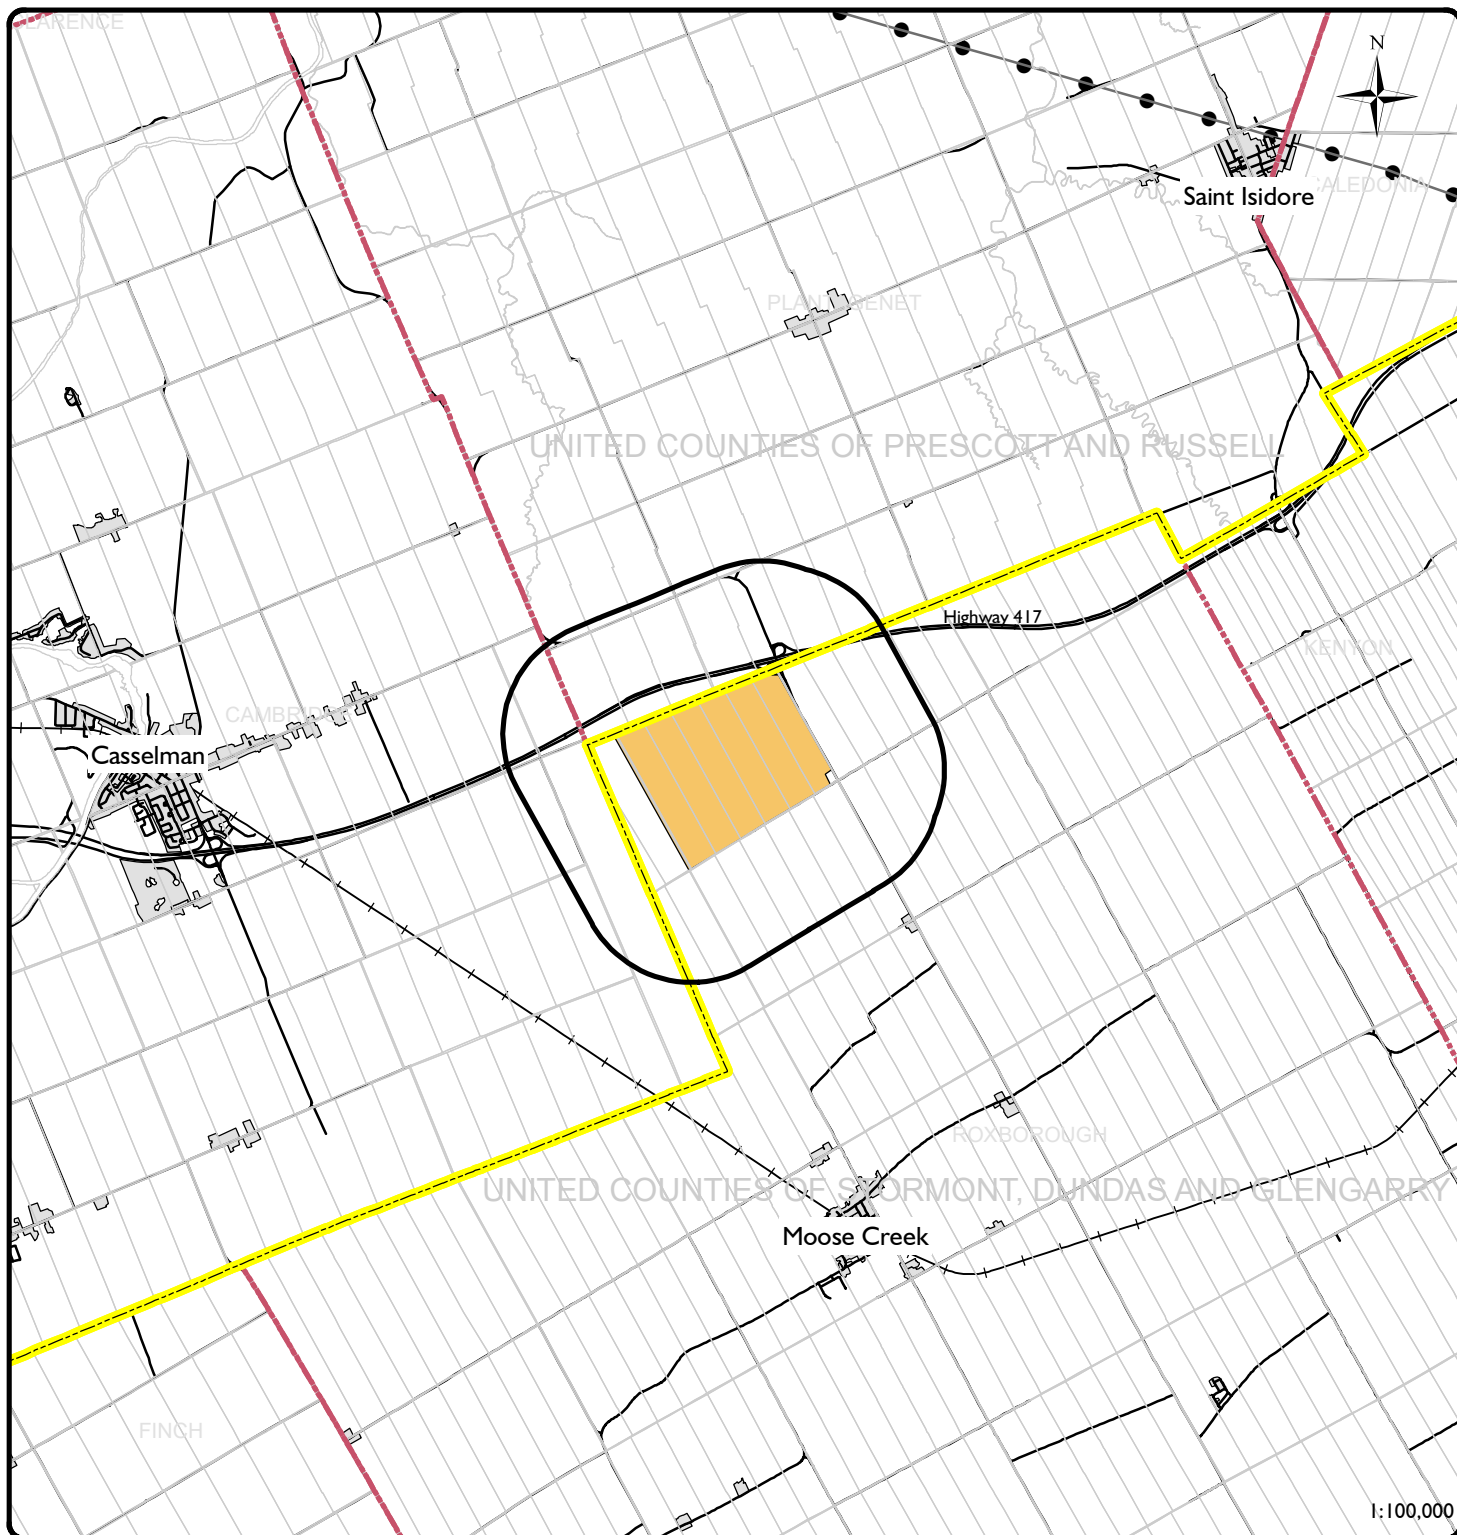 CLARENCE
N
Saint Isidore
CALEDONIA
PLANTAGENET
UNITED COUNTIES OF PRESCOTT AND RUSSELL
Highway 417
KENYON
CAMBRIDGE
Casselman
ROXBOROUGH
UNITED COUNTIES OF STORMONT, DUNDAS AND GLENGARRY
Moose Creek
FINCH
1:100,000